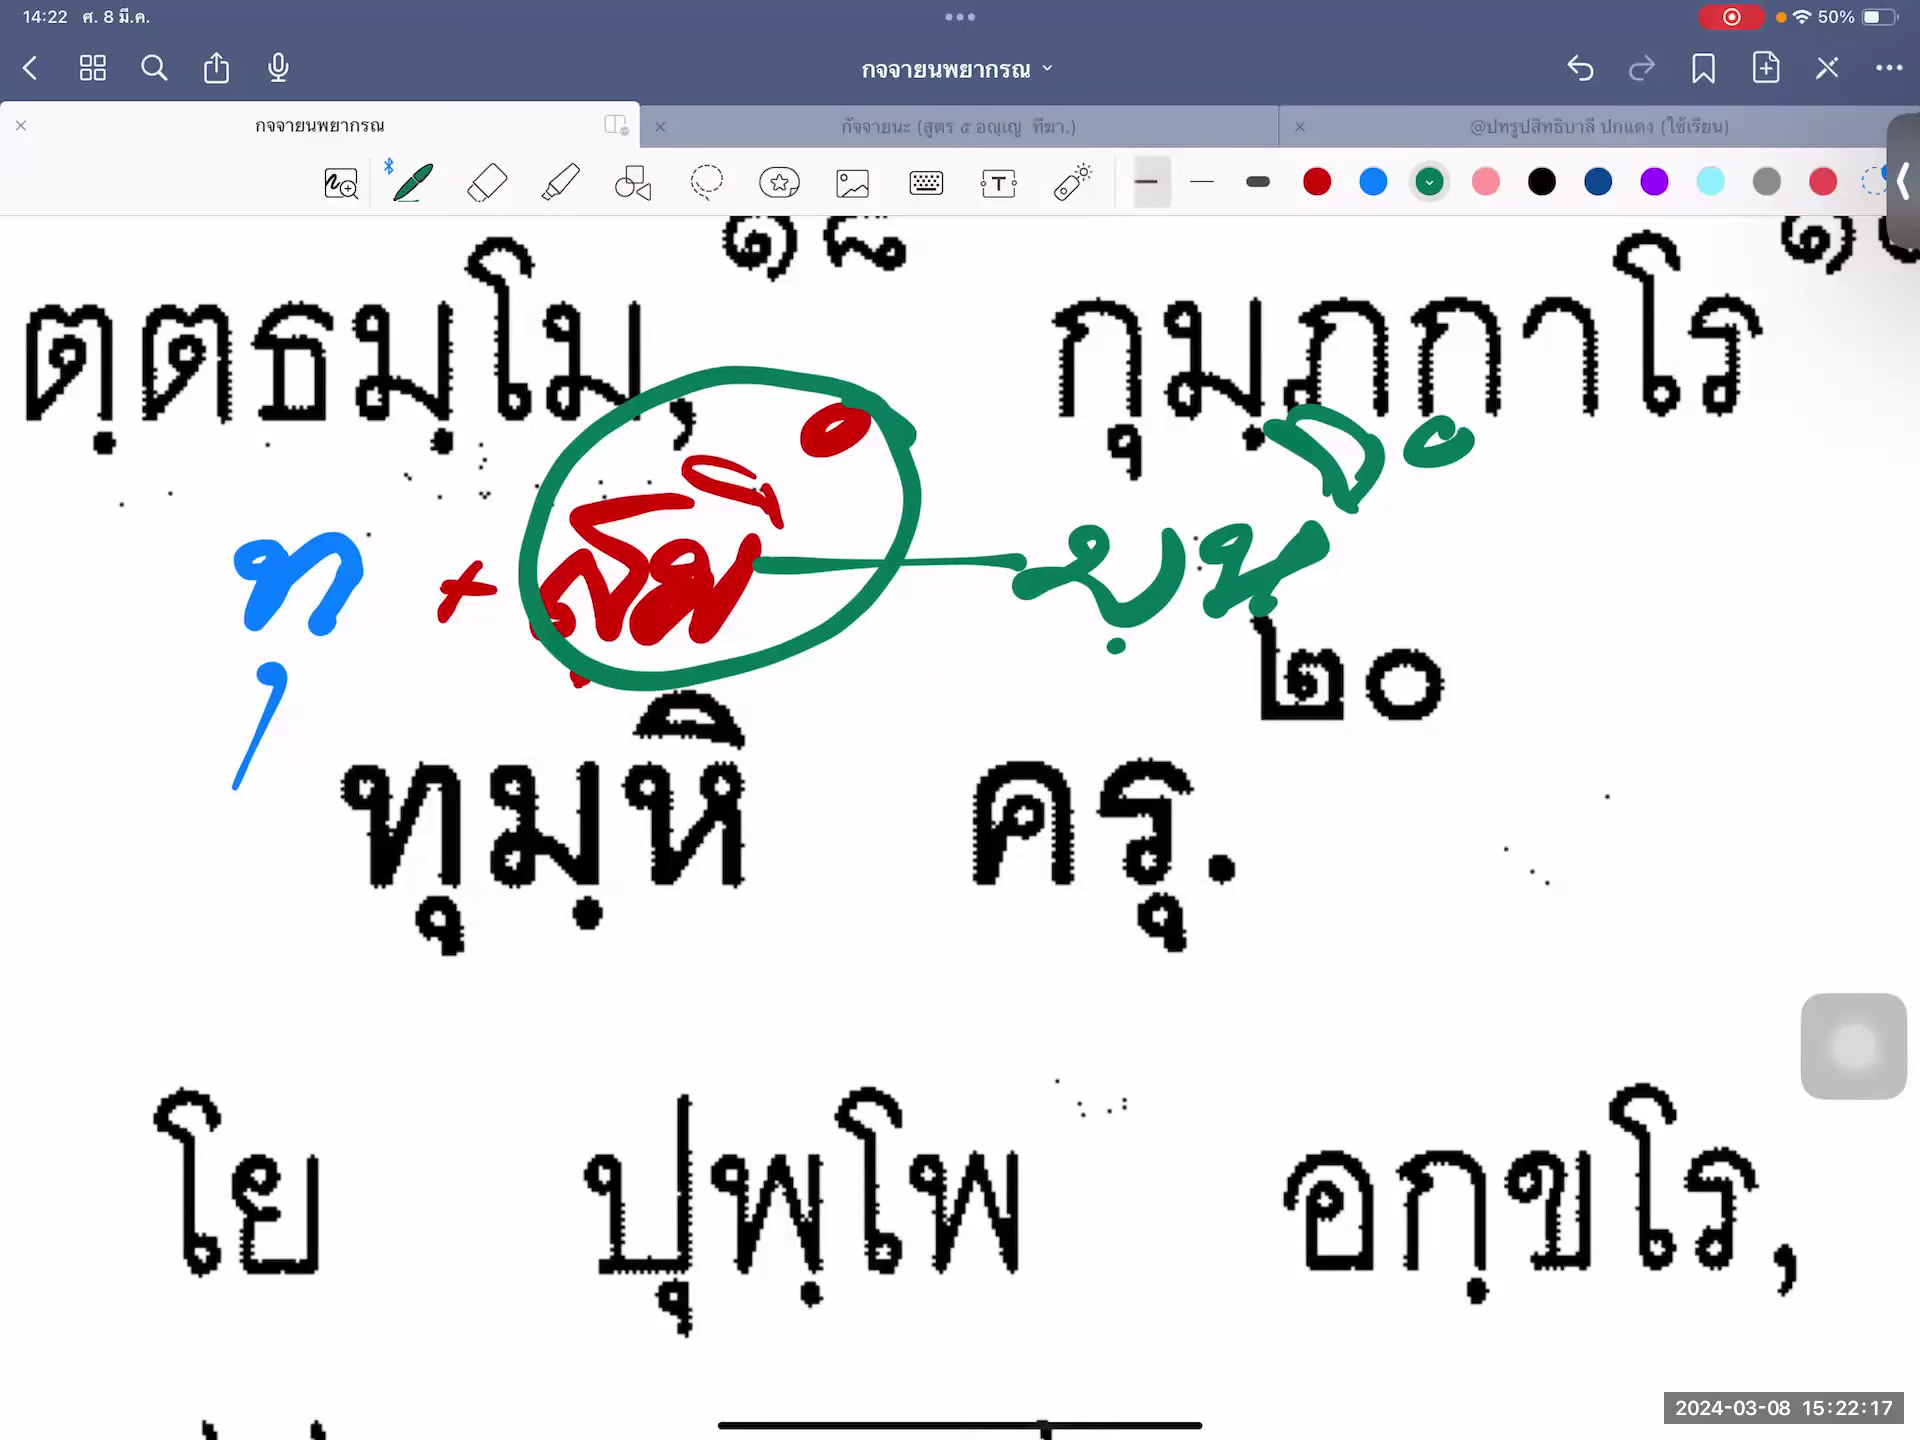 14:22 ศ. 8 มี.ค.
50%
กจจายนพยากรณ
กจจายนพยากรณ
กัจจายนะ (สูตร ๕ อญฺเญ ทีฆา.)
@ปทรูปสิทธิบาลี ปกแดง (ใช้เรียน)
ตฺตธมฺโม, กุมฺภกาโร
ท +
๒๐
ทุมฺหิ ครุ.
โย ปุพฺโพ อกฺขโร,
2024-03-08 15:22:17